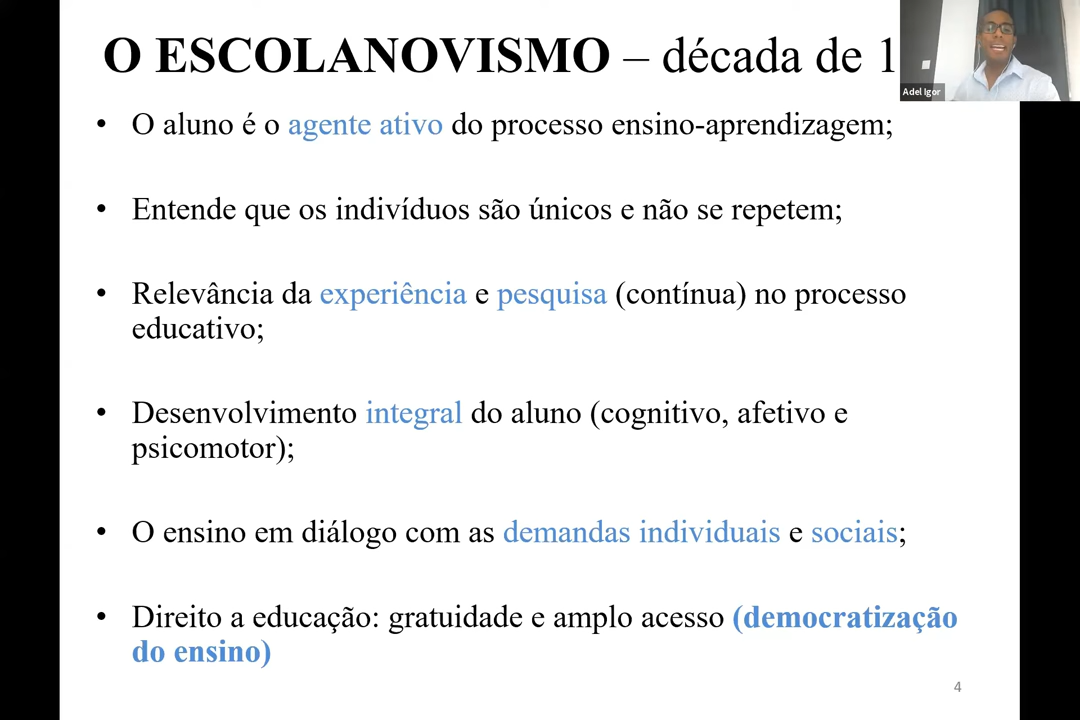 O ESCOLANOVISMO – década de 1
Adel Igor
• O aluno é o agente ativo do processo ensino-aprendizagem;
• Entende que os indivíduos são únicos e não se repetem;
• Relevância da experiência e pesquisa (contínua) no processo
educativo;
• Desenvolvimento integral do aluno (cognitivo, afetivo e
psicomotor);
• O ensino em diálogo com as demandas individuais e sociais;
• Direito a educação: gratuidade e amplo acesso (democratização
do ensino)
4